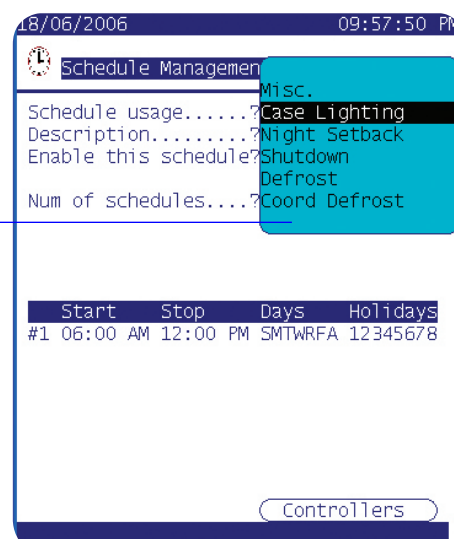 18/06/2006 09:57:50 PM
Schedule Managemen
Misc.
Schedule usage......?Case Lighting
Description.........?Night Setback
Enable this schedule?Shutdown
Defrost
Num of schedules....?Coord Defrost
Start Stop Days Holidays
#1 06:00 AM 12:00 PM SMTWRFA 12345678
Controllers